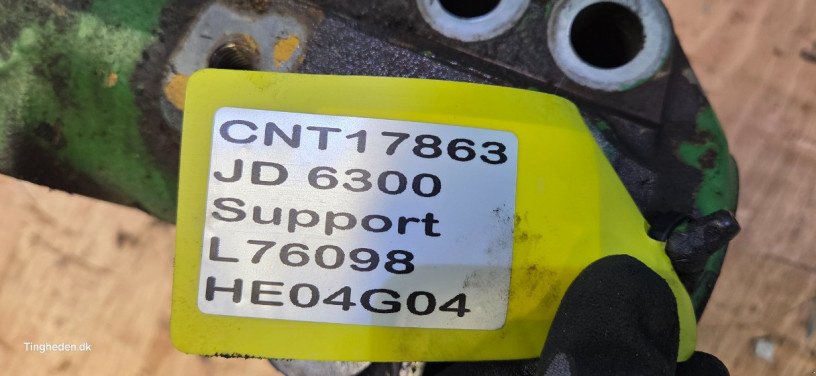 CNT17863
JD 6300
Support
L76098
HE04G04
Tingheden.dk